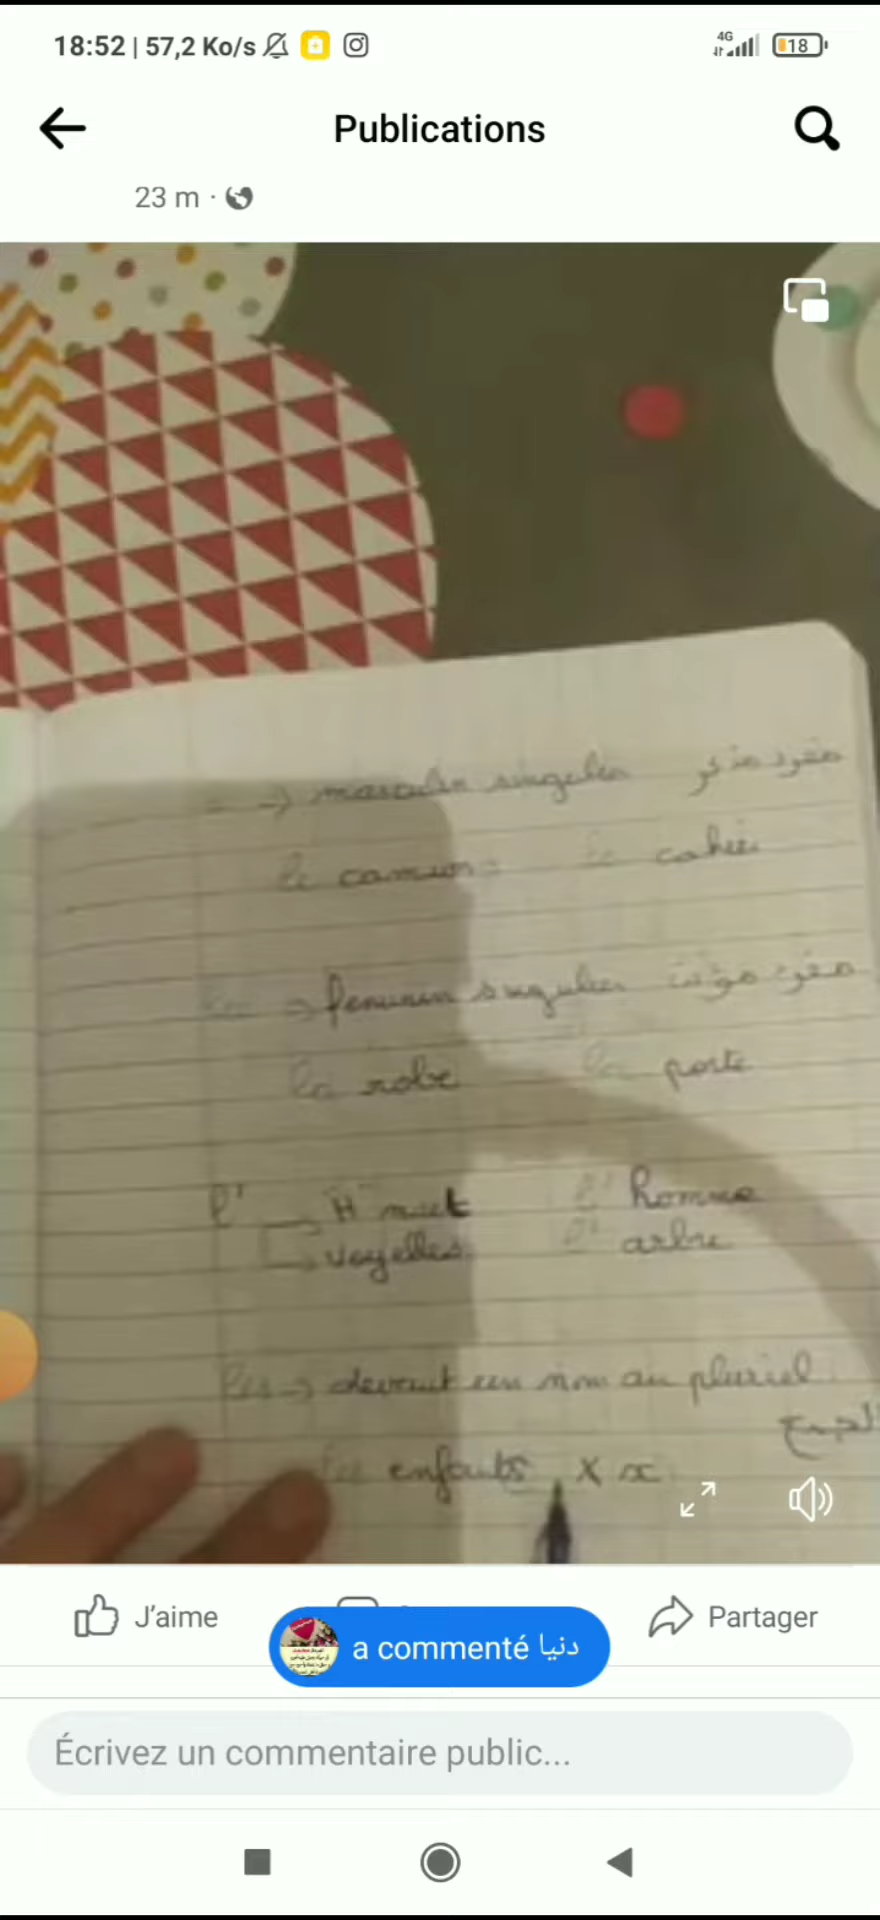 18:52 | 57,2 Ko/s 4G 18
Publications
23 m
→ masculin singulier مفرد مذكر
le camion le cahier
→ feminin singulier مفرد مؤنث
la robe la porte
l' → "H" muet l' homme
→ voyelles l' arbre
les → devant un nom au pluriel
الجمع
les enfants x x
J'aime
Partager
a commenté دنيا
Écrivez un commentaire public...